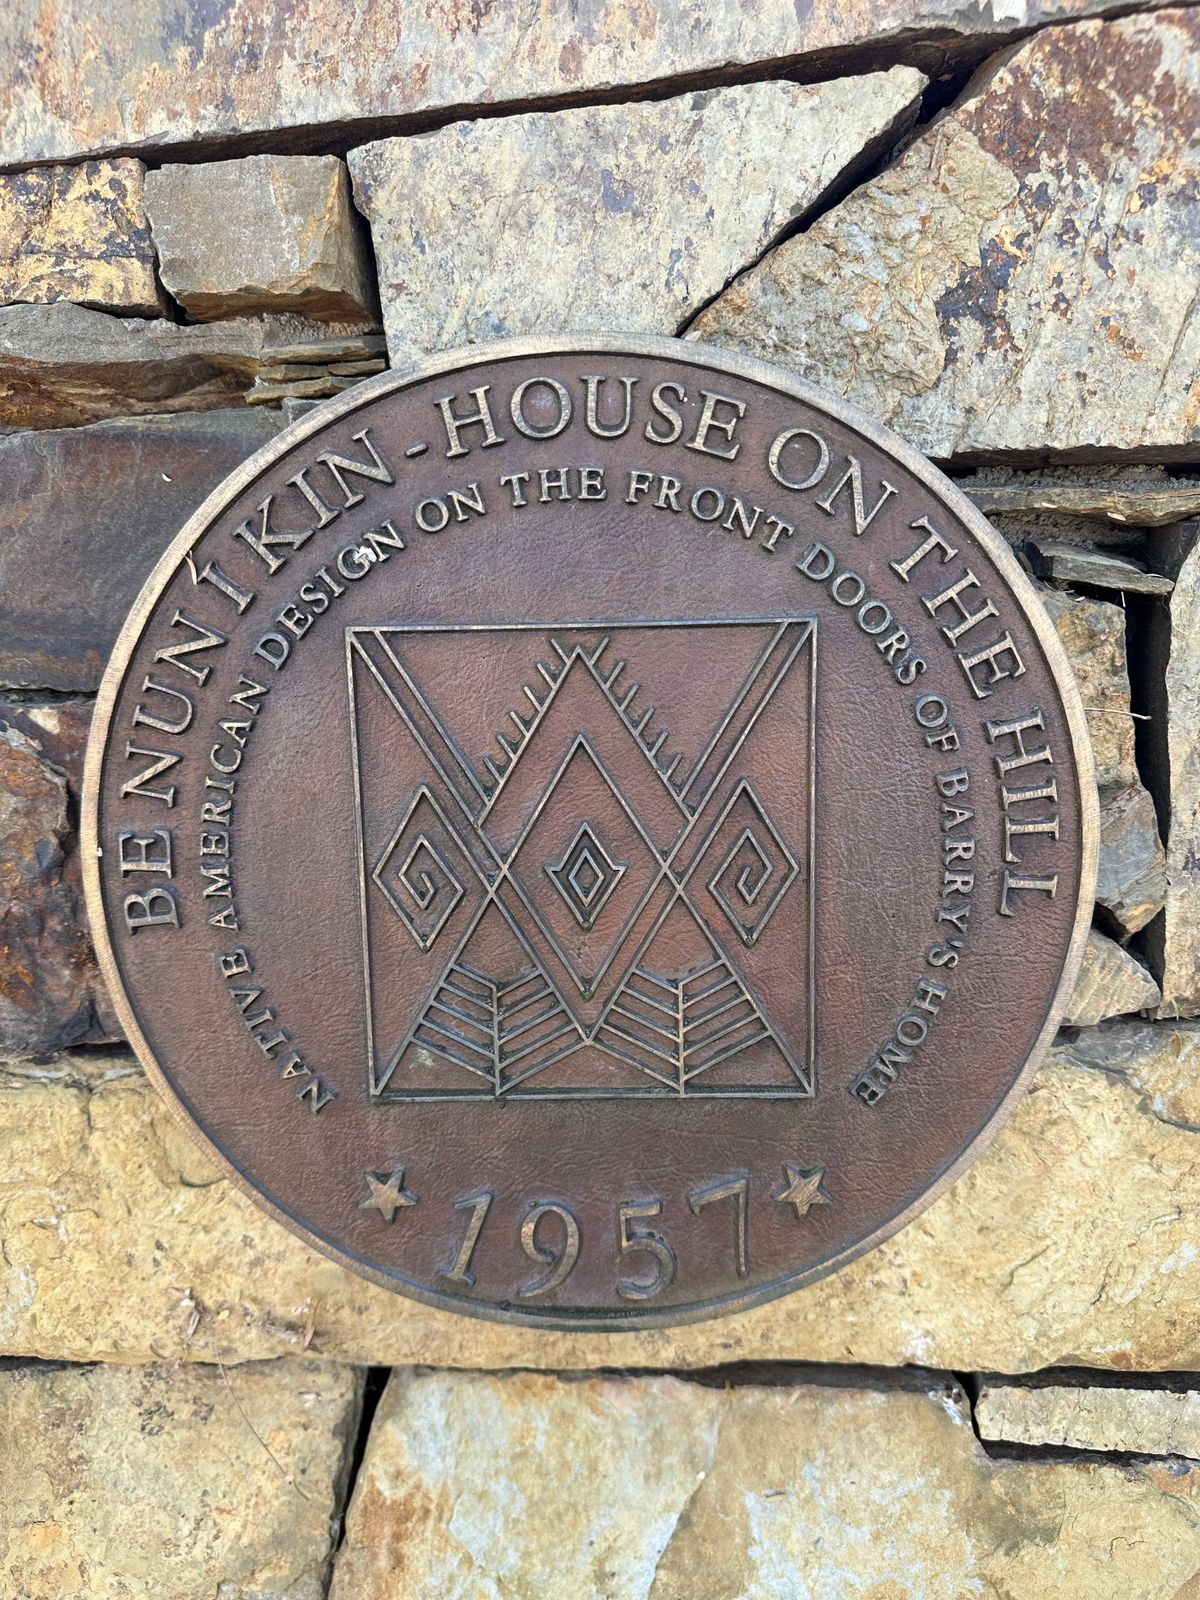 BE NUN I KIN - HOUSE ON THE HILL
NATIVE AMERICAN DESIGN ON THE FRONT DOORS OF BARRY'S HOME
1957